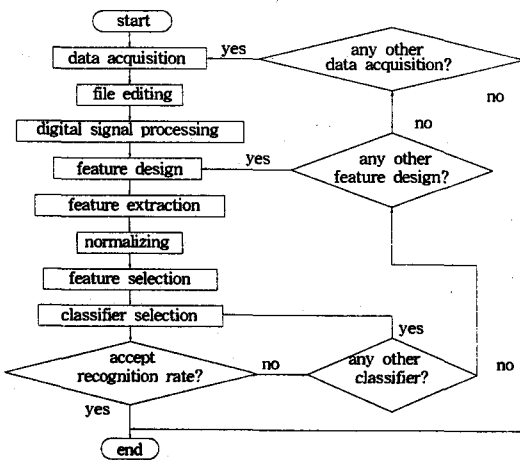 start
data acquisition
file editing
digital signal processing
feature design
feature extraction
normalizing
feature selection
classifier selection
accept
recognition rate?
yes
end
no
any other
classifier?
yes
no
any other
feature design?
yes
no
any other
data acquisition?
yes
no